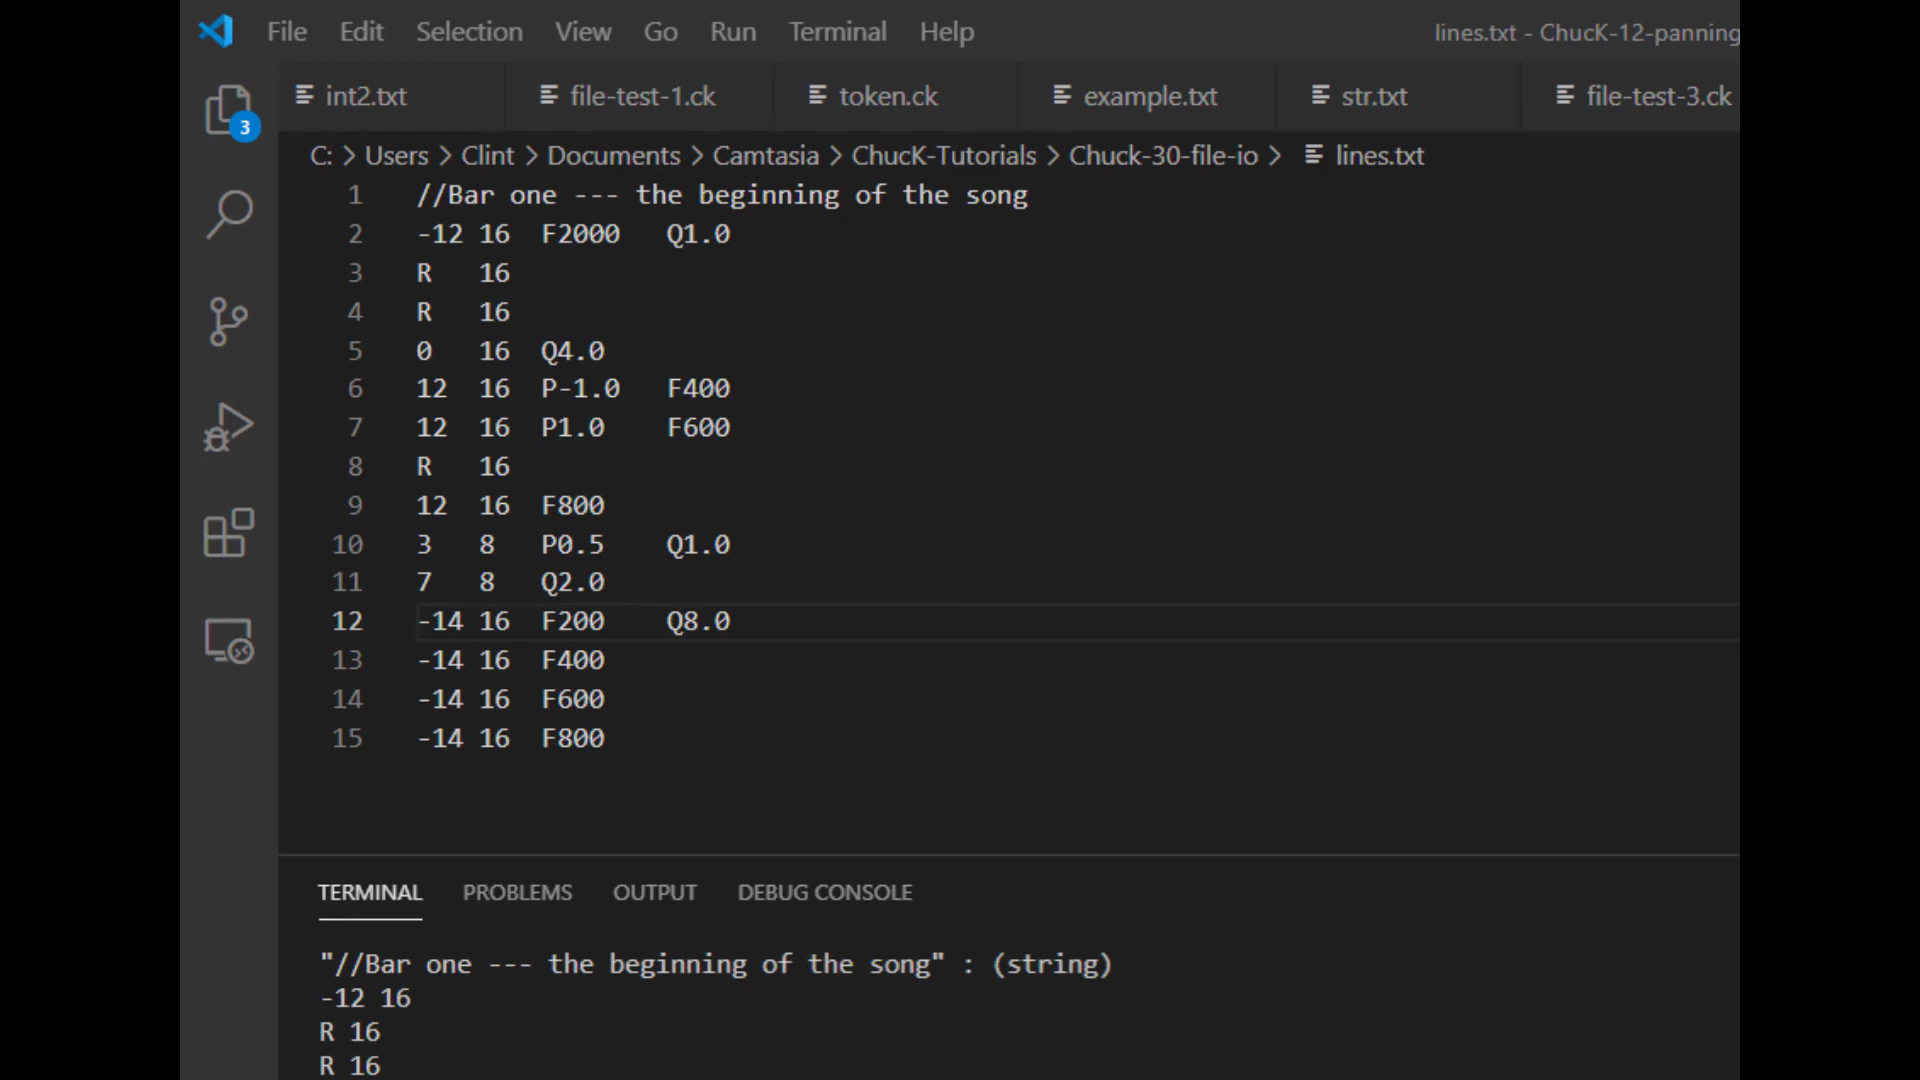 File Edit Selection View Go Run Terminal Help lines.txt - ChucK-12-panning
int2.txt file-test-1.ck token.ck example.txt str.txt file-test-3.ck
C: > Users > Clint > Documents > Camtasia > ChucK-Tutorials > Chuck-30-file-io > lines.txt
3
1 //Bar one --- the beginning of the song
2 -12 16 F2000 Q1.0
3 R 16
4 R 16
5 0 16 Q4.0
6 12 16 P-1.0 F400
7 12 16 P1.0 F600
8 R 16
9 12 16 F800
10 3 8 P0.5 Q1.0
11 7 8 Q2.0
12 -14 16 F200 Q8.0
13 -14 16 F400
14 -14 16 F600
15 -14 16 F800
TERMINAL PROBLEMS OUTPUT DEBUG CONSOLE
"//Bar one --- the beginning of the song" : (string)
-12 16
R 16
R 16